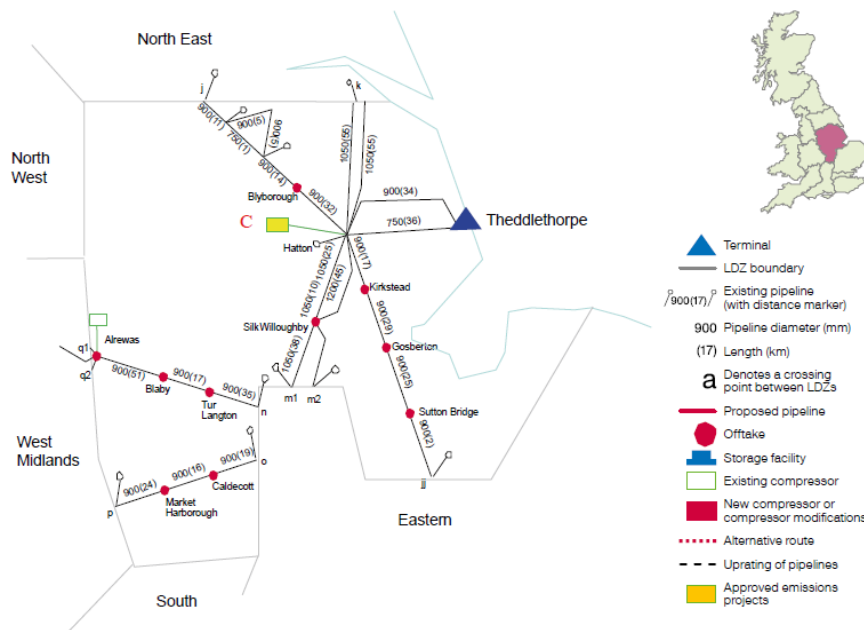 North East
j
k
900(11)
900(5)
900(5)
750(1)
900(14)
1050(55)
1050(55)
North
West
Blyborough
900(32)
900(34)
750(36)
Theddlethorpe
C
Hatton
1050(25)
900(17)
1050(10)
1200(45)
Kirkstead
Silk Willoughby
900(29)
Gosberton
1050(38)
900(25)
Alrewas
q1
q2
900(51)
Blaby
900(17)
Tur
Langton
900(35)
n
m1
m2
Sutton Bridge
900(2)
jj
West
Midlands
900(19)
o
900(16)
Caldecott
900(24)
Market
Harborough
p
Eastern
South
Terminal
LDZ boundary
900(17)
Existing pipeline
(with distance marker)
900
Pipeline diameter (mm)
(17)
Length (km)
a
Denotes a crossing
point between LDZs
Proposed pipeline
Offtake
Storage facility
Existing compressor
New compressor or
compressor modifications
Alternative route
Uprating of pipelines
Approved emissions
projects